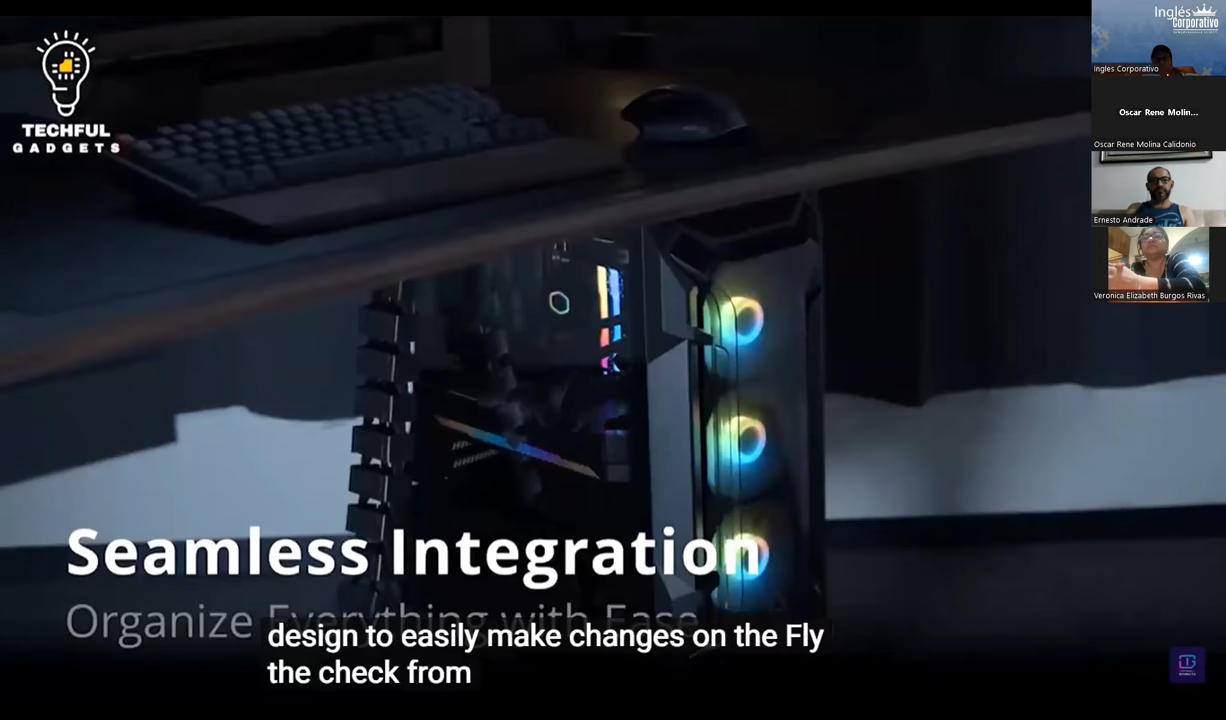 TECHFUL
GADGETS
Seamless Integration
Organize Everything with Ease
design to easily make changes on the Fly
the check from
Inglés
Corporativo
Ingles Corporativo
Oscar Rene Molin...
Oscar Rene Molina Calidonio
Ernesto Andrade
Veronica Elizabeth Burgos Rivas